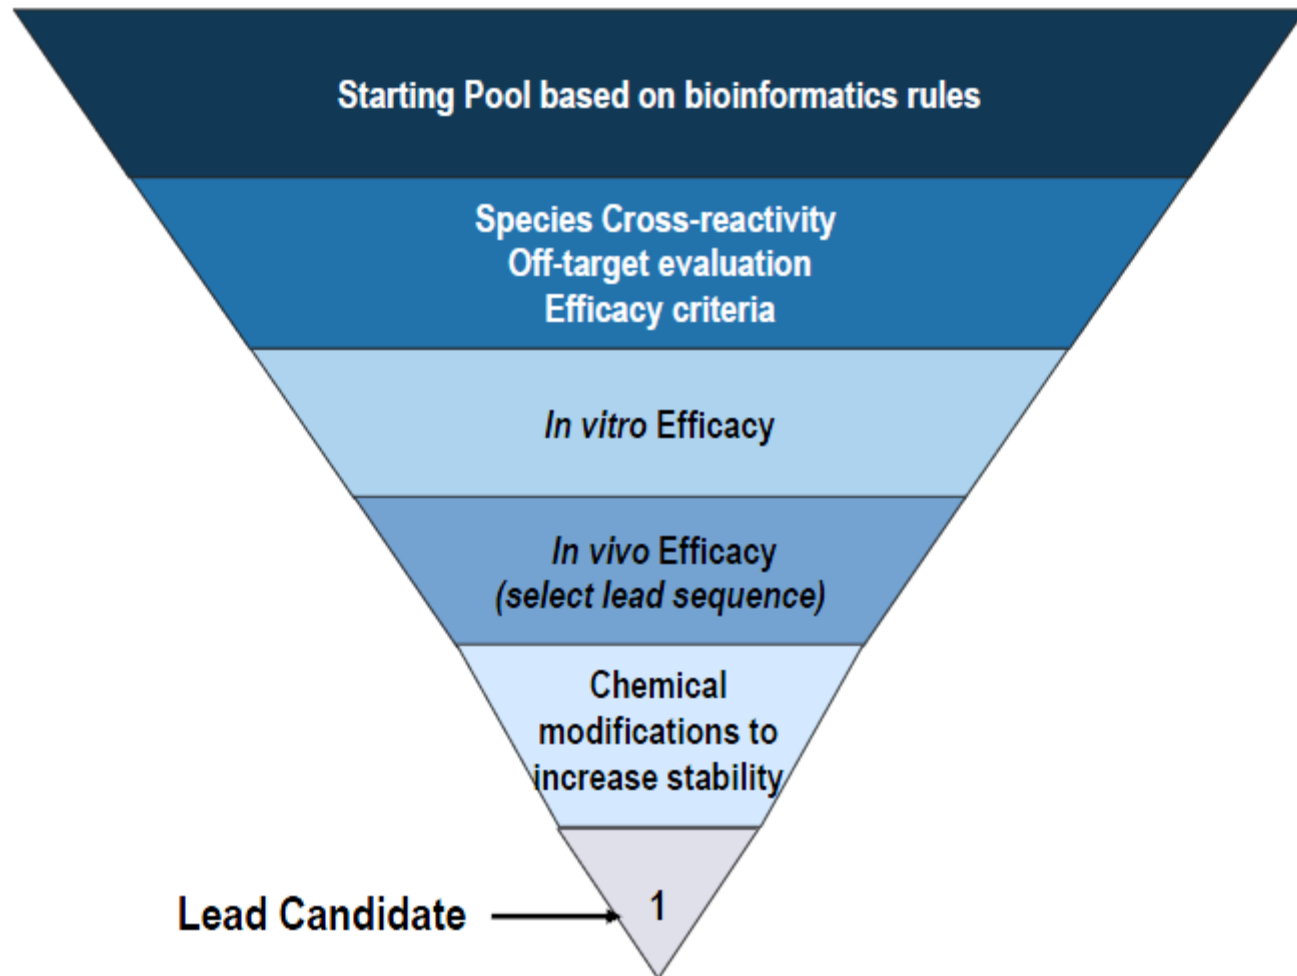 Starting Pool based on bioinformatics rules
Species Cross-reactivity
Off-target evaluation
Efficacy criteria
In vitro Efficacy
In vivo Efficacy
(select lead sequence)
Chemical
modifications to
increase stability
Lead Candidate
1